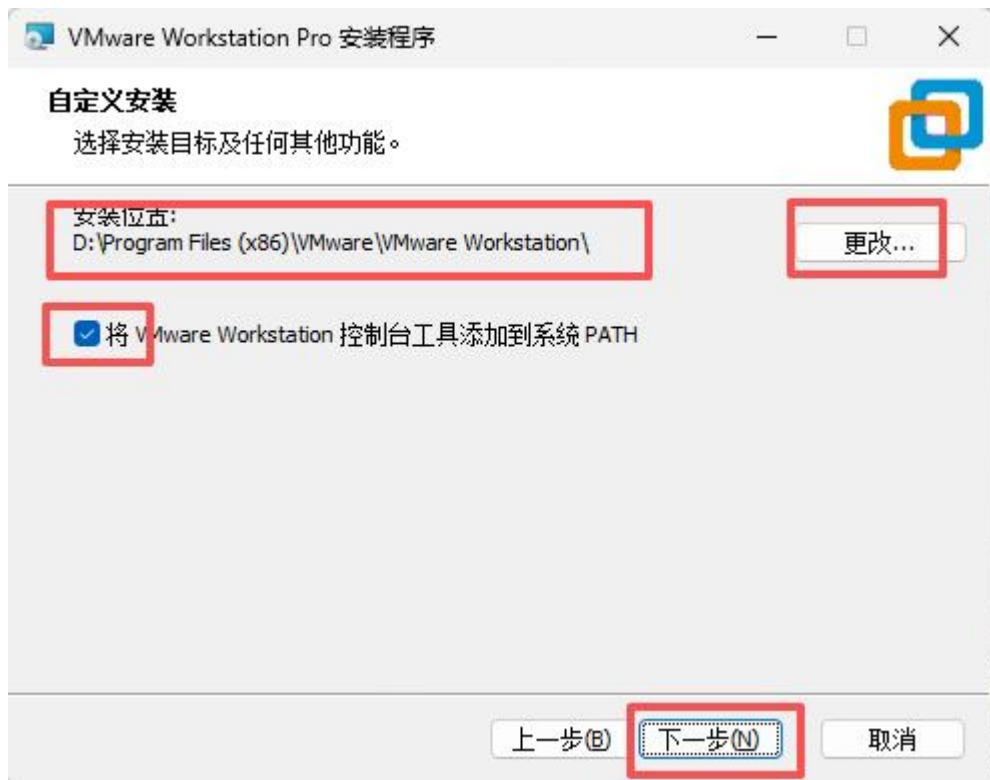 VMware Workstation Pro 安装程序
自定义安装
选择安装目标及任何其他功能。
安装位置:
D:\Program Files (x86)\VMware\VMware Workstation\
更改...
将 VMware Workstation 控制台工具添加到系统 PATH
上一步(B)
下一步(N)
取消